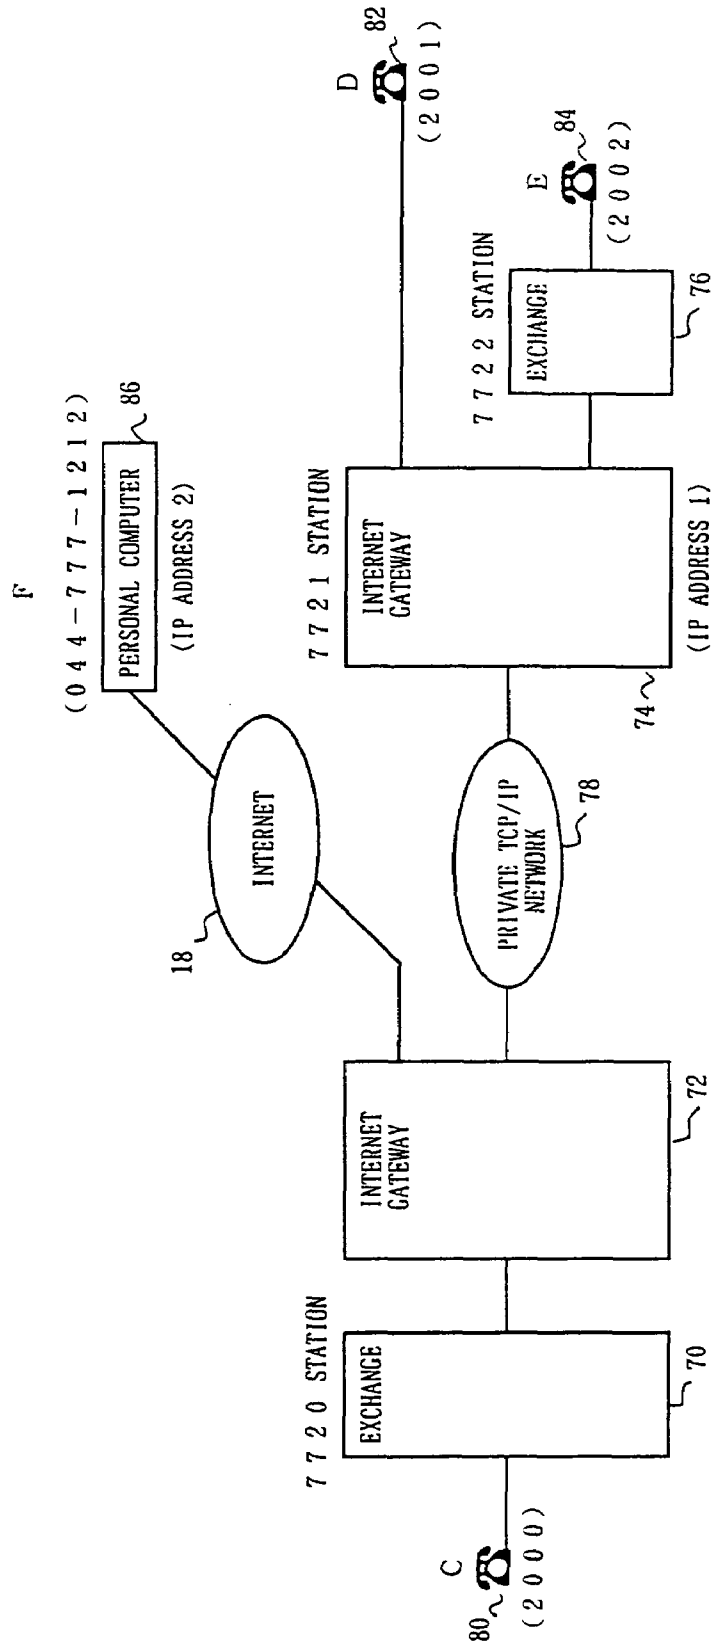 F
(044-777-1212)
PERSONAL COMPUTER
86
(IP ADDRESS 2)
INTERNET
18
D
82
(2001)
7721 STATION
INTERNET
GATEWAY
74
(IP ADDRESS 1)
7722 STATION
EXCHANGE
76
E
84
(2002)
PRIVATE TCP/IP
NETWORK
78
INTERNET
GATEWAY
72
7720 STATION
EXCHANGE
70
C
80
(2000)